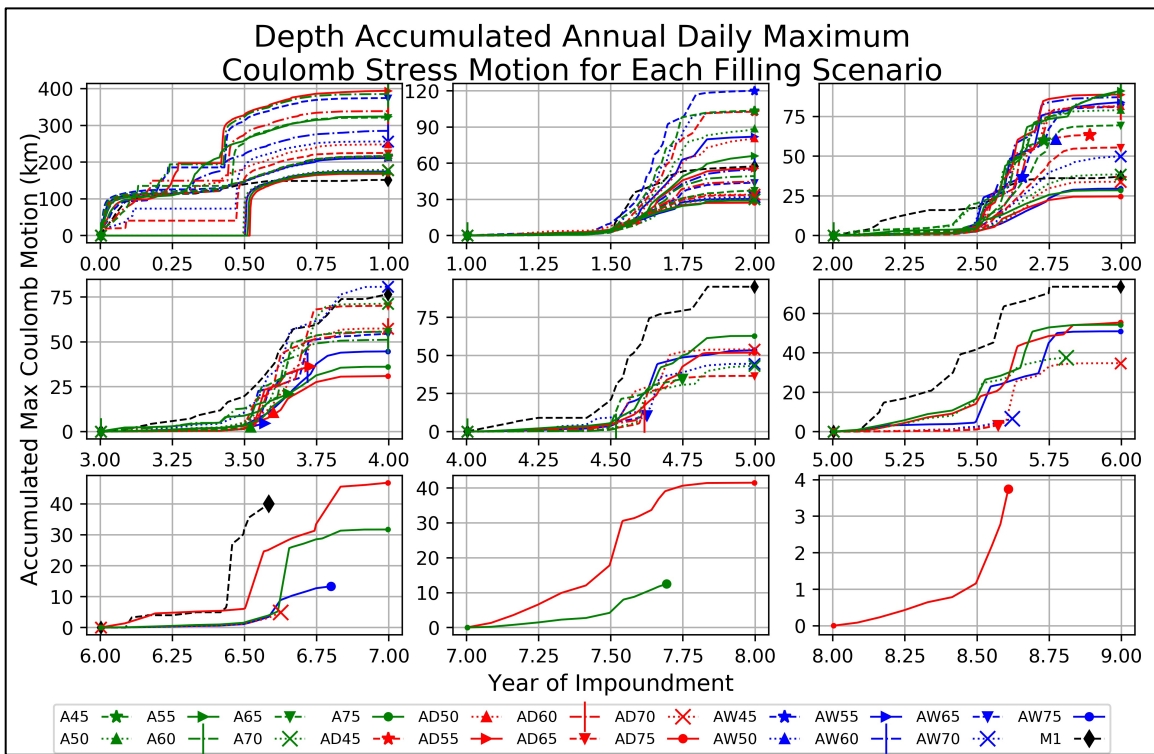 Depth Accumulated Annual Daily Maximum
Coulomb Stress Motion for Each Filling Scenario
Accumulated Max Coulomb Motion (km)
400
300
200
100
0
0.00 0.25 0.50 0.75 1.00
120
90
60
30
0
1.00 1.25 1.50 1.75 2.00
75
50
25
0
2.00 2.25 2.50 2.75 3.00
75
50
25
0
3.00 3.25 3.50 3.75 4.00
75
50
25
0
4.00 4.25 4.50 4.75 5.00
60
40
20
0
5.00 5.25 5.50 5.75 6.00
40
30
20
10
0
6.00 6.25 6.50 6.75 7.00
40
30
20
10
0
7.00 7.25 7.50 7.75 8.00
4
3
2
1
0
8.00 8.25 8.50 8.75 9.00
Year of Impoundment
A45 A55 A65 A75 AD50 AD60 AD70 AW45 AW55 AW65 AW75
A50 A60 A70 AD45 AD55 AD65 AD75 AW50 AW60 AW70 M1